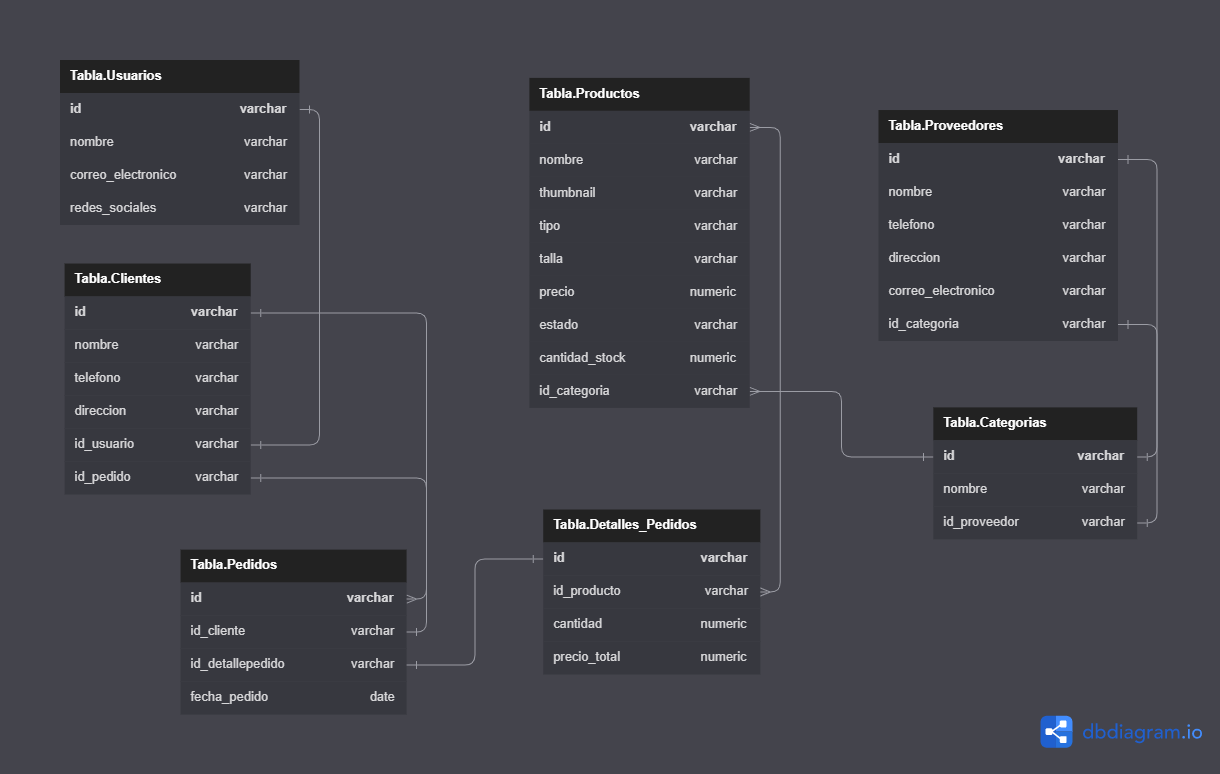 Tabla.Usuarios
id varchar
nombre varchar
correo_electronico varchar
redes_sociales varchar
Tabla.Clientes
id varchar
nombre varchar
telefono varchar
direccion varchar
id_usuario varchar
id_pedido varchar
Tabla.Pedidos
id varchar
id_cliente varchar
id_detallepedido varchar
fecha_pedido date
Tabla.Productos
id varchar
nombre varchar
thumbnail varchar
tipo varchar
talla varchar
precio numeric
estado varchar
cantidad_stock numeric
id_categoria varchar
Tabla.Detalles_Pedidos
id varchar
id_producto varchar
cantidad numeric
precio_total numeric
Tabla.Proveedores
id varchar
nombre varchar
telefono varchar
direccion varchar
correo_electronico varchar
id_categoria varchar
Tabla.Categorias
id varchar
nombre varchar
id_proveedor varchar
dbdiagram.io